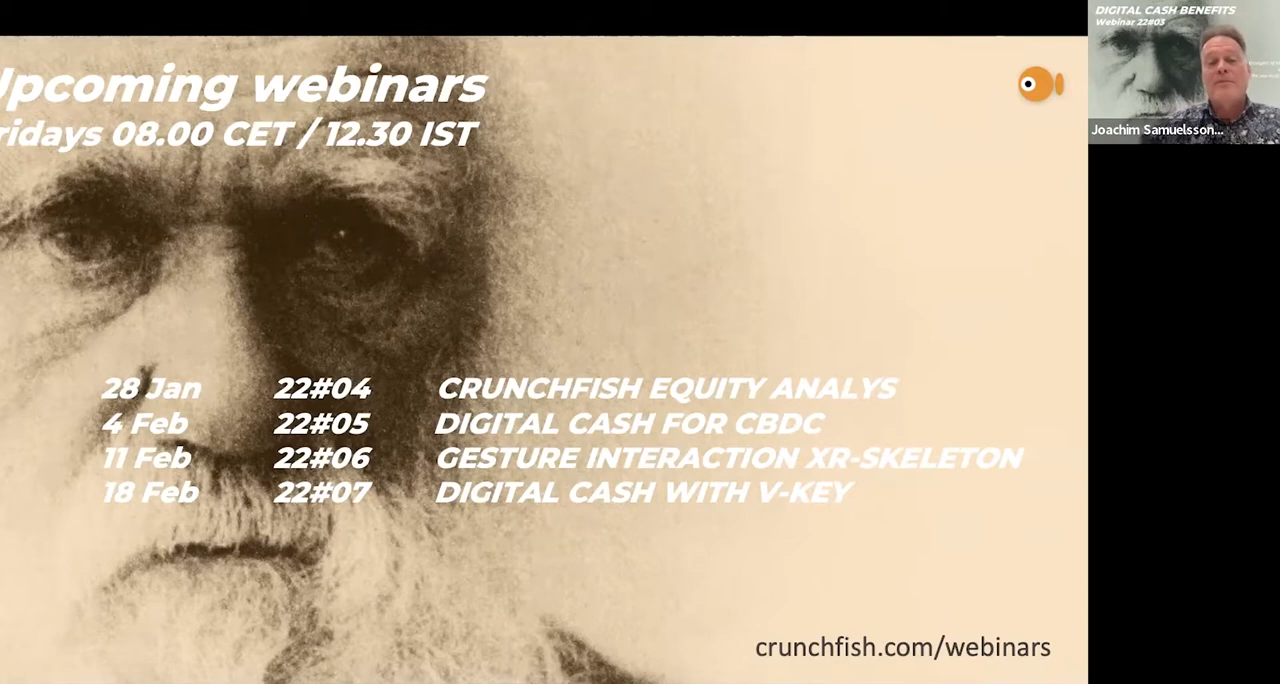 Upcoming webinars
Fridays 08.00 CET / 12.30 IST
28 Jan 22#04 CRUNCHFISH EQUITY ANALYS
4 Feb 22#05 DIGITAL CASH FOR CBDC
11 Feb 22#06 GESTURE INTERACTION XR-SKELETON
18 Feb 22#07 DIGITAL CASH WITH V-KEY
crunchfish.com/webinars
DIGITAL CASH BENEFITS
Webinar 22#03
Joachim Samuelsson...